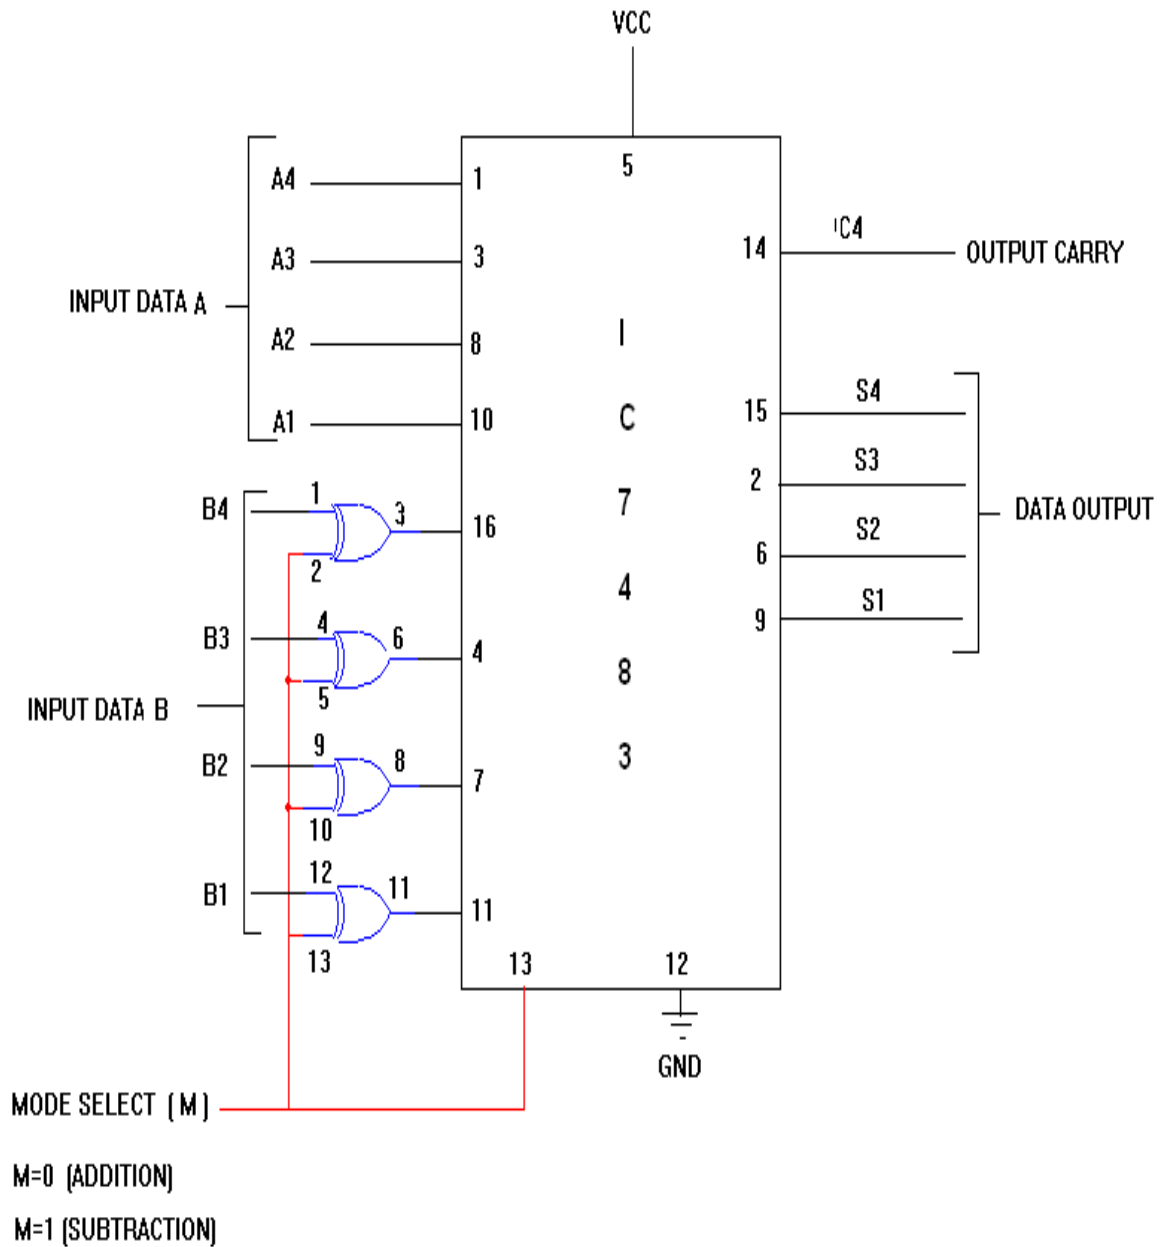 VCC
5
A4 1
14 C4 OUTPUT CARRY
A3 3
INPUT DATA A
A2 8
A1 10
I
C
7
4
8
3
15 S4
2 S3
DATA OUTPUT
6 S2
9 S1
B4 1 3 16
2
B3 4 6 4
5
INPUT DATA B
B2 9 8 7
10
B1 12 11 11
13
13 12
GND
MODE SELECT (M)
M=0 (ADDITION)
M=1 (SUBTRACTION)